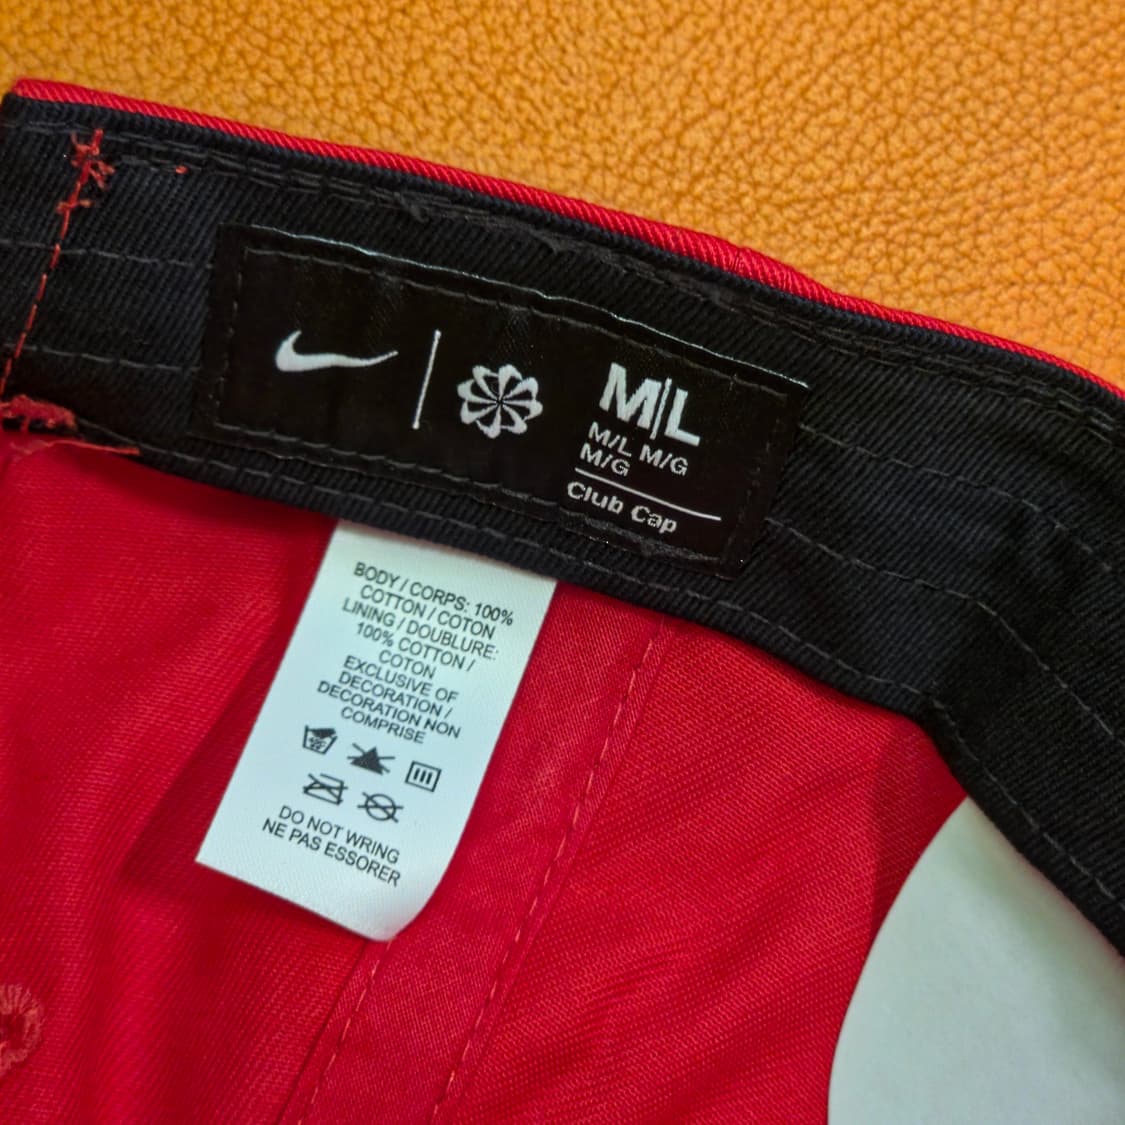 M|L
M/L M/G
M/G
Club Cap
BODY / CORPS: 100%
COTTON / COTON
LINING / DOUBLURE:
100% COTTON /
COTON
EXCLUSIVE OF
DECORATION /
DECORATION NON
COMPRISE
DO NOT WRING
NE PAS ESSORER